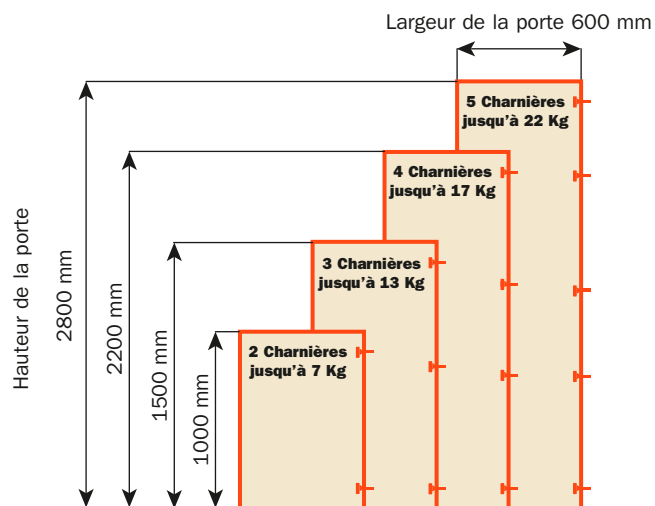 Largeur de la porte 600 mm
5 Charnières
jusqu'à 22 Kg
4 Charnières
jusqu'à 17 Kg
3 Charnières
jusqu'à 13 Kg
2 Charnières
jusqu'à 7 Kg
Hauteur de la porte
2800 mm
2200 mm
1500 mm
1000 mm